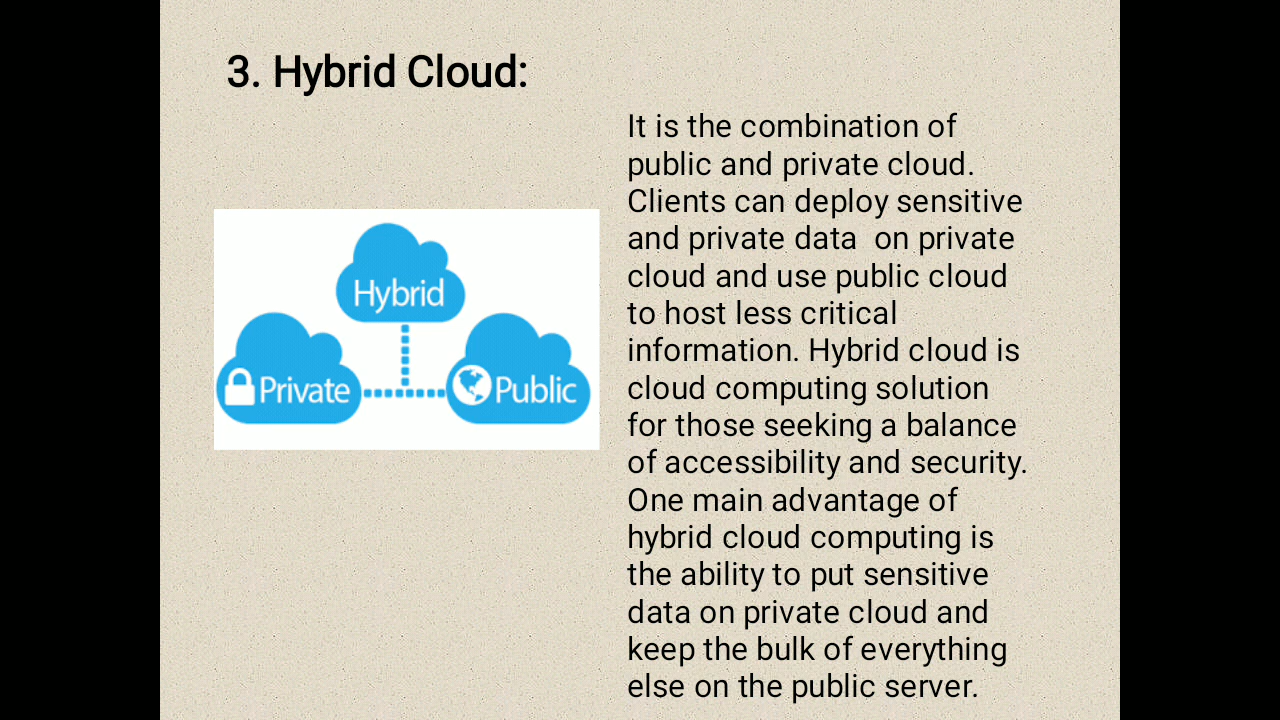 3. Hybrid Cloud:
Hybrid
Private
Public
It is the combination of
public and private cloud.
Clients can deploy sensitive
and private data  on private
cloud and use public cloud
to host less critical
information. Hybrid cloud is
cloud computing solution
for those seeking a balance
of accessibility and security.
One main advantage of
hybrid cloud computing is
the ability to put sensitive
data on private cloud and
keep the bulk of everything
else on the public server.